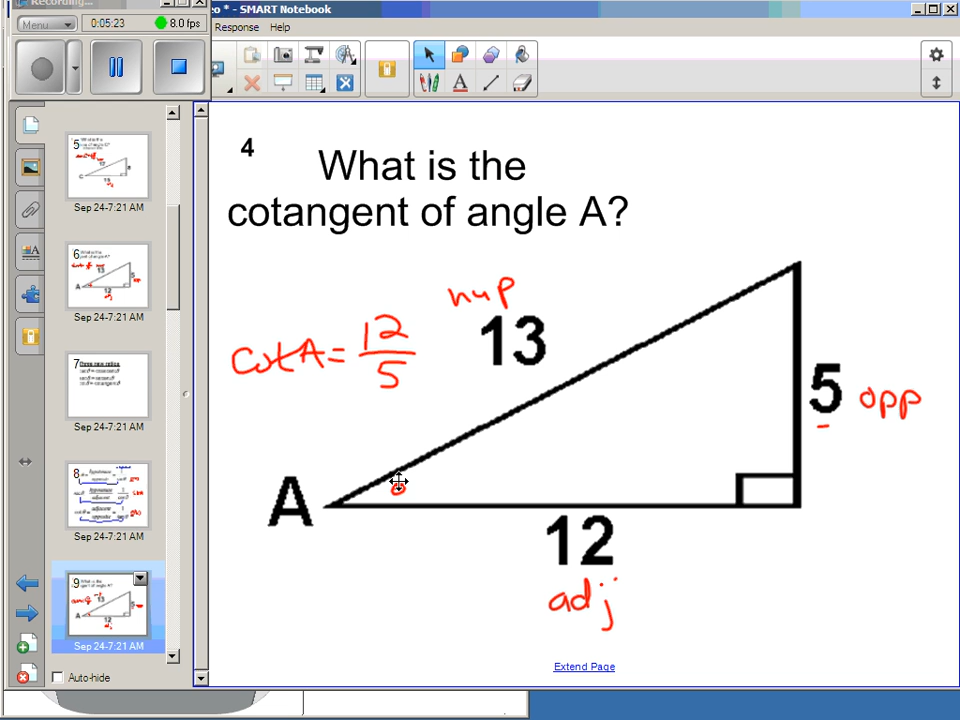 Recording...
eo * - SMART Notebook
Menu
0:05:23
8.0 fps
Response Help
5
Sep 24-7:21 AM
6
Sep 24-7:21 AM
7
Sep 24-7:21 AM
8
Sep 24-7:21 AM
9
Sep 24-7:21 AM
Auto-hide
4
What is the
cotangent of angle A?
hyp
13
cotA = 12/5
5 opp
A
12
adj
Extend Page